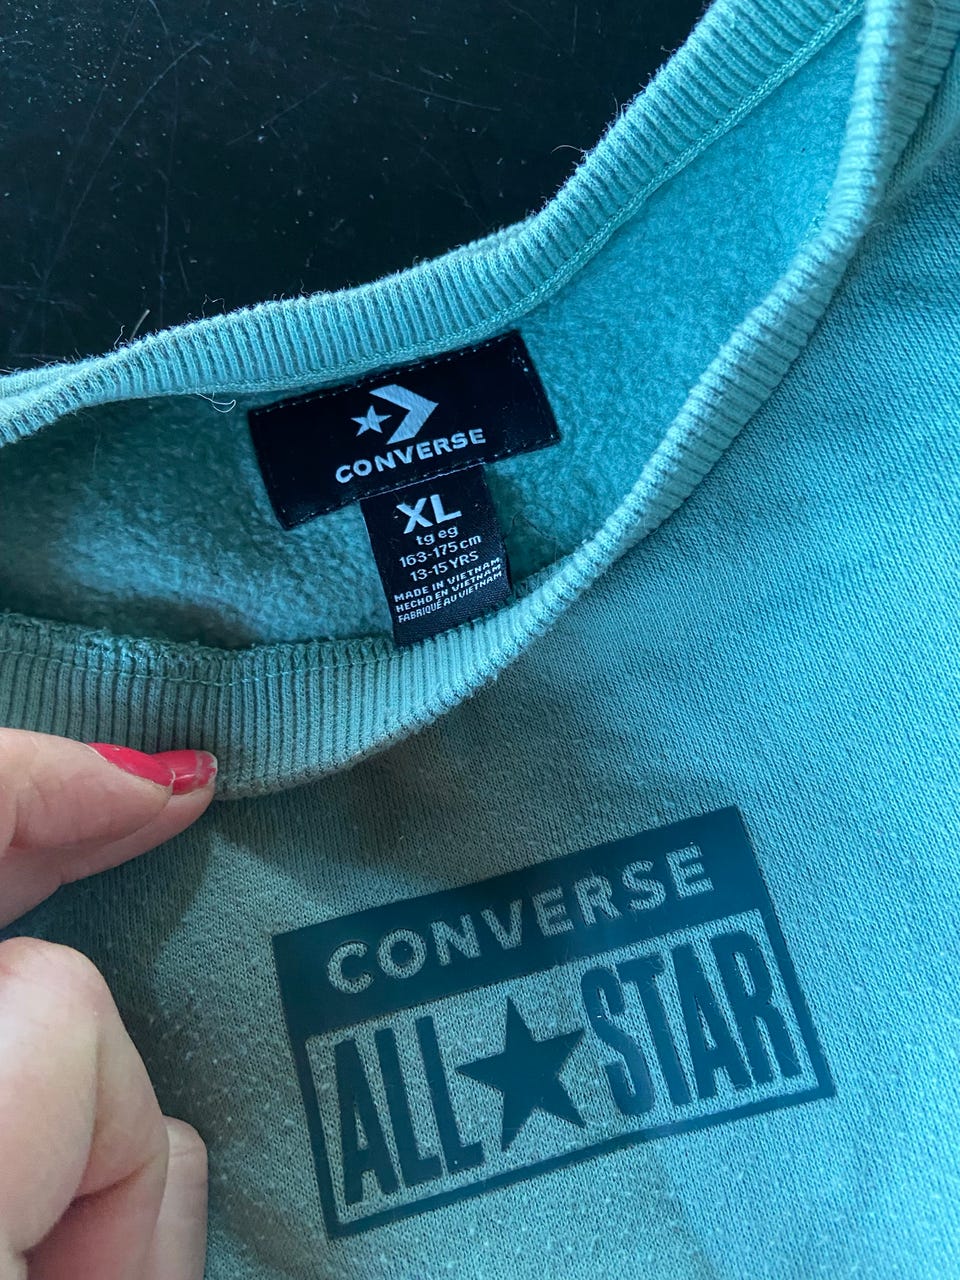 CONVERSE
XL
tg eg
163-175 cm
13-15 YRS
MADE IN VIETNAM
HECHO EN VIETNAM
FABRIQUÉ AU VIETNAM
CONVERSE
ALL STAR